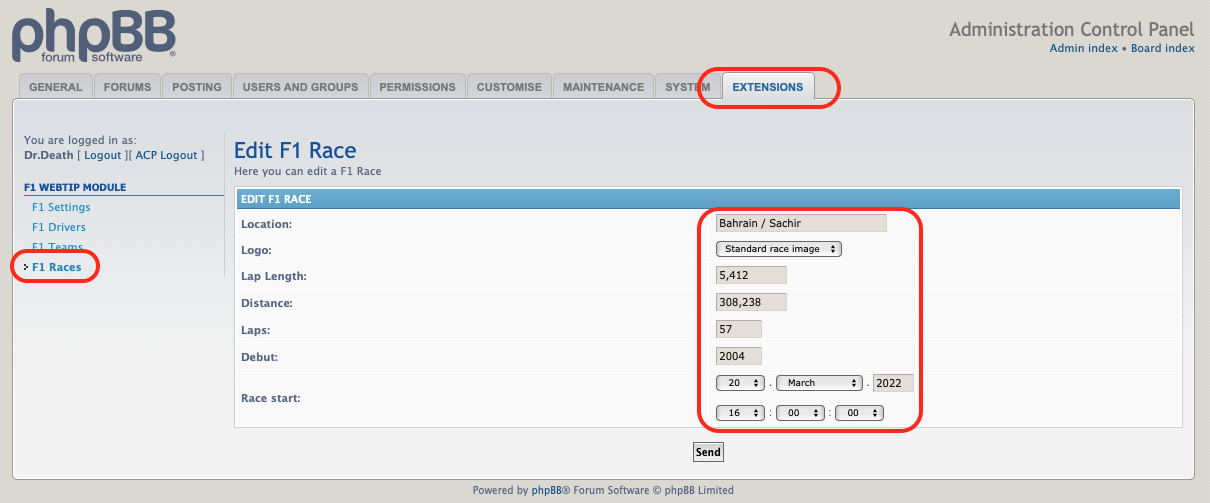 phpBB®
forum software
Administration Control Panel
Admin index • Board index
GENERAL FORUMS POSTING USERS AND GROUPS PERMISSIONS CUSTOMISE MAINTENANCE SYSTEM EXTENSIONS
You are logged in as:
Dr.Death [ Logout ][ ACP Logout ]
F1 WEBTIP MODULE
F1 Settings
F1 Drivers
F1 Teams
F1 Races
Edit F1 Race
Here you can edit a F1 Race
EDIT F1 RACE
Location: Bahrain / Sachir
Logo: Standard race image
Lap Length: 5,412
Distance: 308,238
Laps: 57
Debut: 2004
Race start: 20 . March . 2022
16 : 00 : 00
Send
Powered by phpBB® Forum Software © phpBB Limited